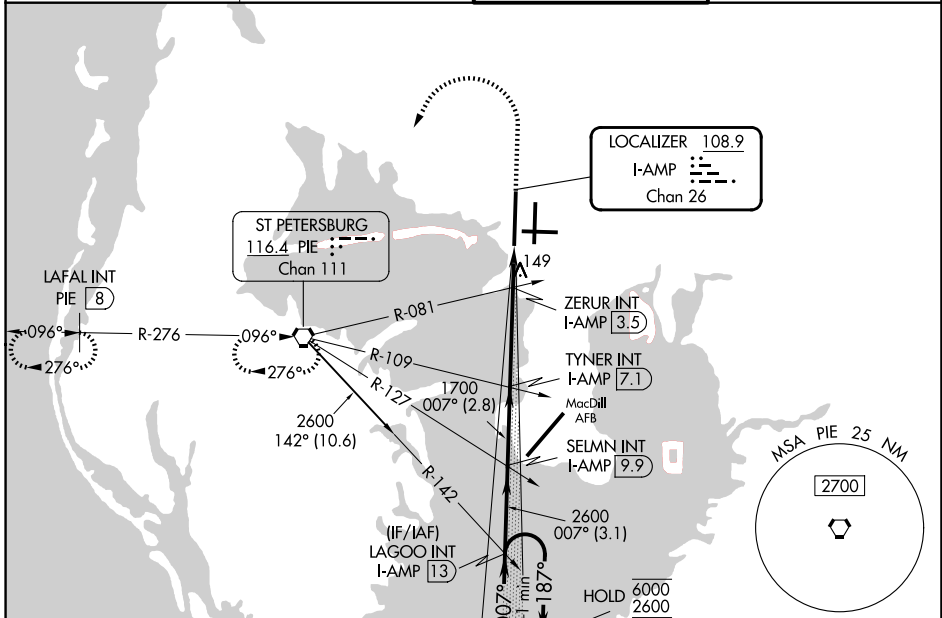 LOCALIZER 108.9
I-AMP
Chan 26
ST PETERSBURG
116.4 PIE
Chan 111
149
LAFAL INT
PIE 8
ZERUR INT
I-AMP 3.5
R-081
096°
R-276
096°
276°
276°
R-109
TYNER INT
I-AMP 7.1
R-127
1700
007° (2.8)
MacDill
AFB
2600
142° (10.6)
SELMN INT
I-AMP 9.9
MSA PIE 25 NM
2700
R-142
2600
007° (3.1)
(IF/IAF)
LAGOO INT
I-AMP 13
007°
1 min
187°
HOLD 6000
2600